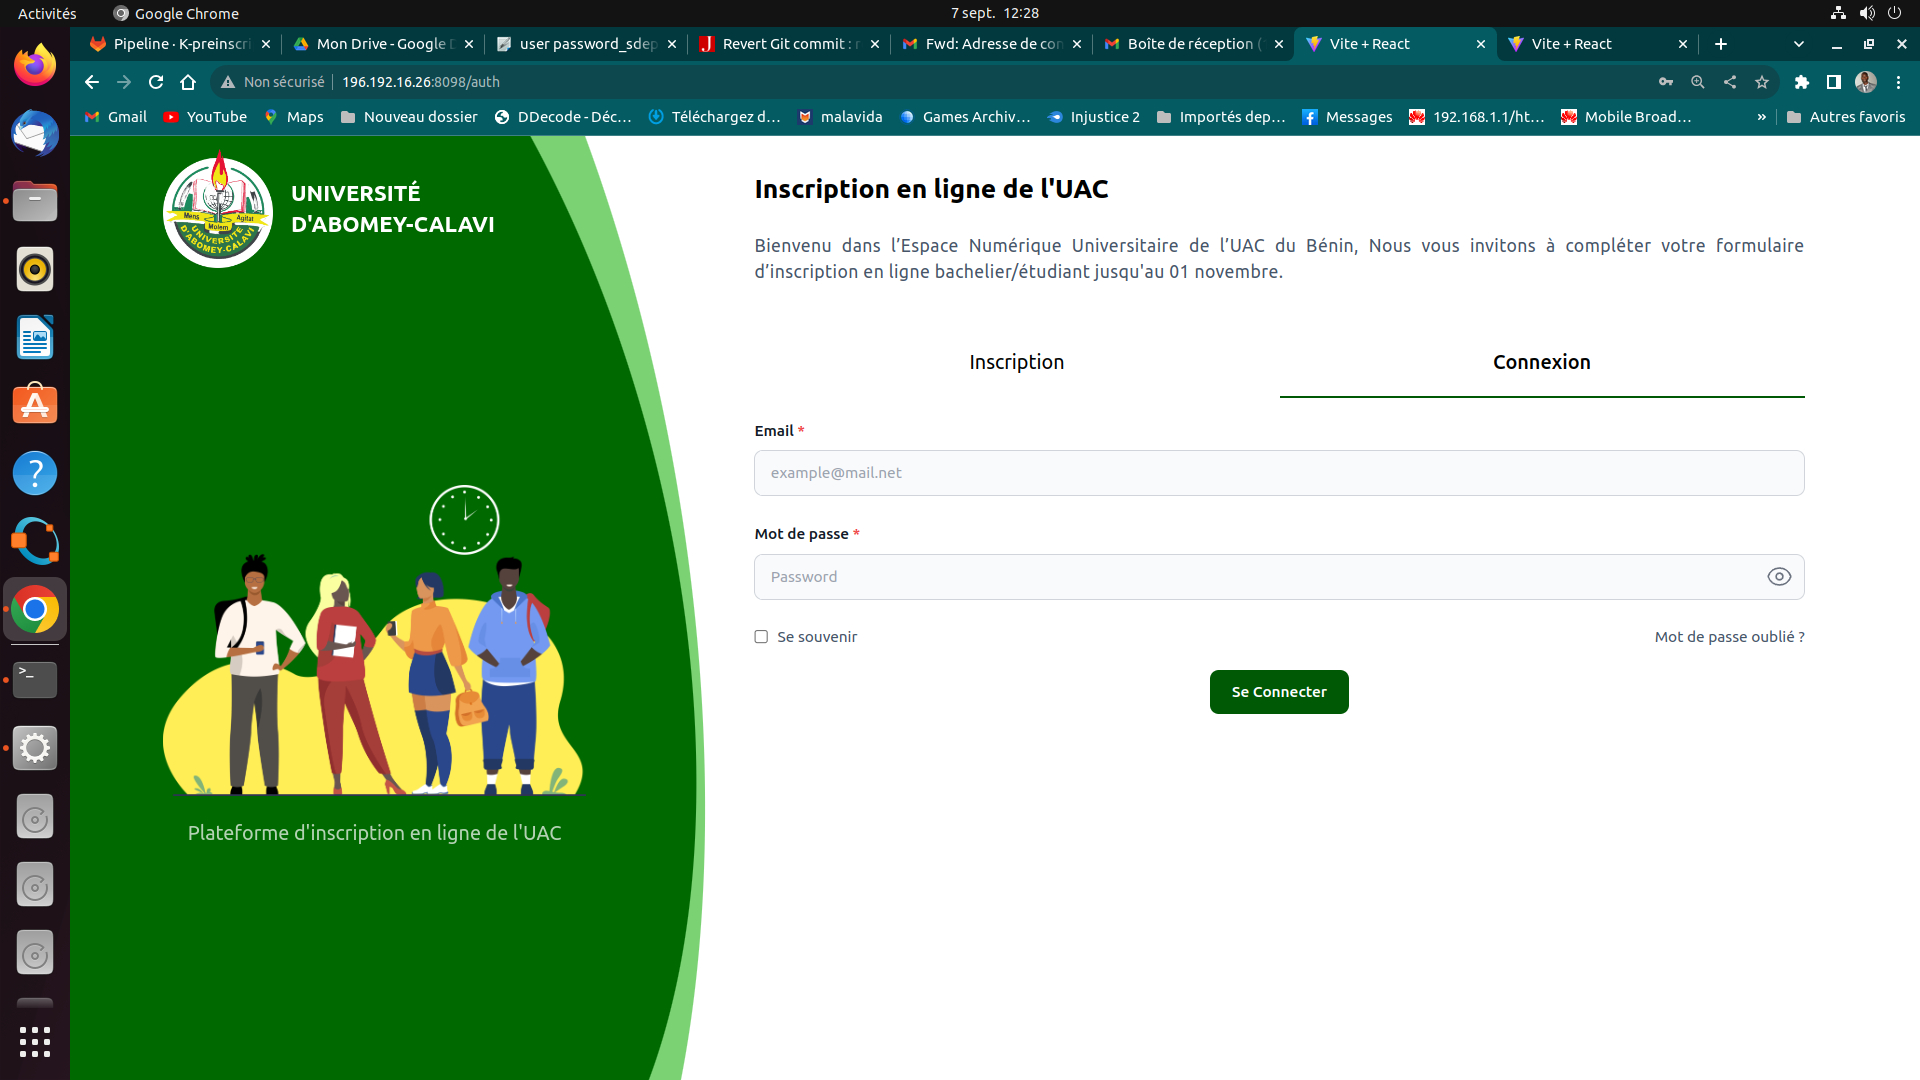 Activités
Google Chrome
7 sept. 12:28
Pipeline · K-preinscri
Mon Drive - Google D
user password_sdep
Revert Git commit : r
Fwd: Adresse de con
Boîte de réception (
Vite + React
Vite + React
Non sécurisé
196.192.16.26:8098/auth
Gmail
YouTube
Maps
Nouveau dossier
DDecode - Déc...
Téléchargez d...
malavida
Games Archiv...
Injustice 2
Importés dep...
Messages
192.168.1.1/ht...
Mobile Broad...
»
Autres favoris
Mens Agitat
Molem
UNIVERSITÉ
D'ABOMEY-CALAVI
UNIVERSITÉ
D'ABOMEY-CALAVI
Plateforme d'inscription en ligne de l'UAC
Inscription en ligne de l'UAC
Bienvenu dans l’Espace Numérique Universitaire de l’UAC du Bénin, Nous vous invitons à compléter votre formulaire
d’inscription en ligne bachelier/étudiant jusqu'au 01 novembre.
Inscription
Connexion
Email *
example@mail.net
Mot de passe *
Password
Se souvenir
Mot de passe oublié ?
Se Connecter